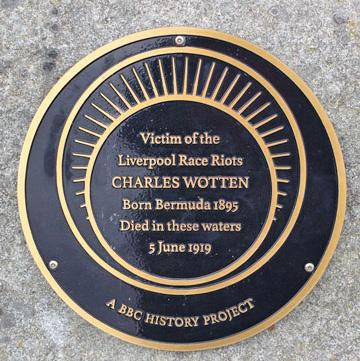 Victim of the
Liverpool Race Riots
CHARLES WOTTEN
Born Bermuda 1895
Died in these waters
5 June 1919
A BBC HISTORY PROJECT